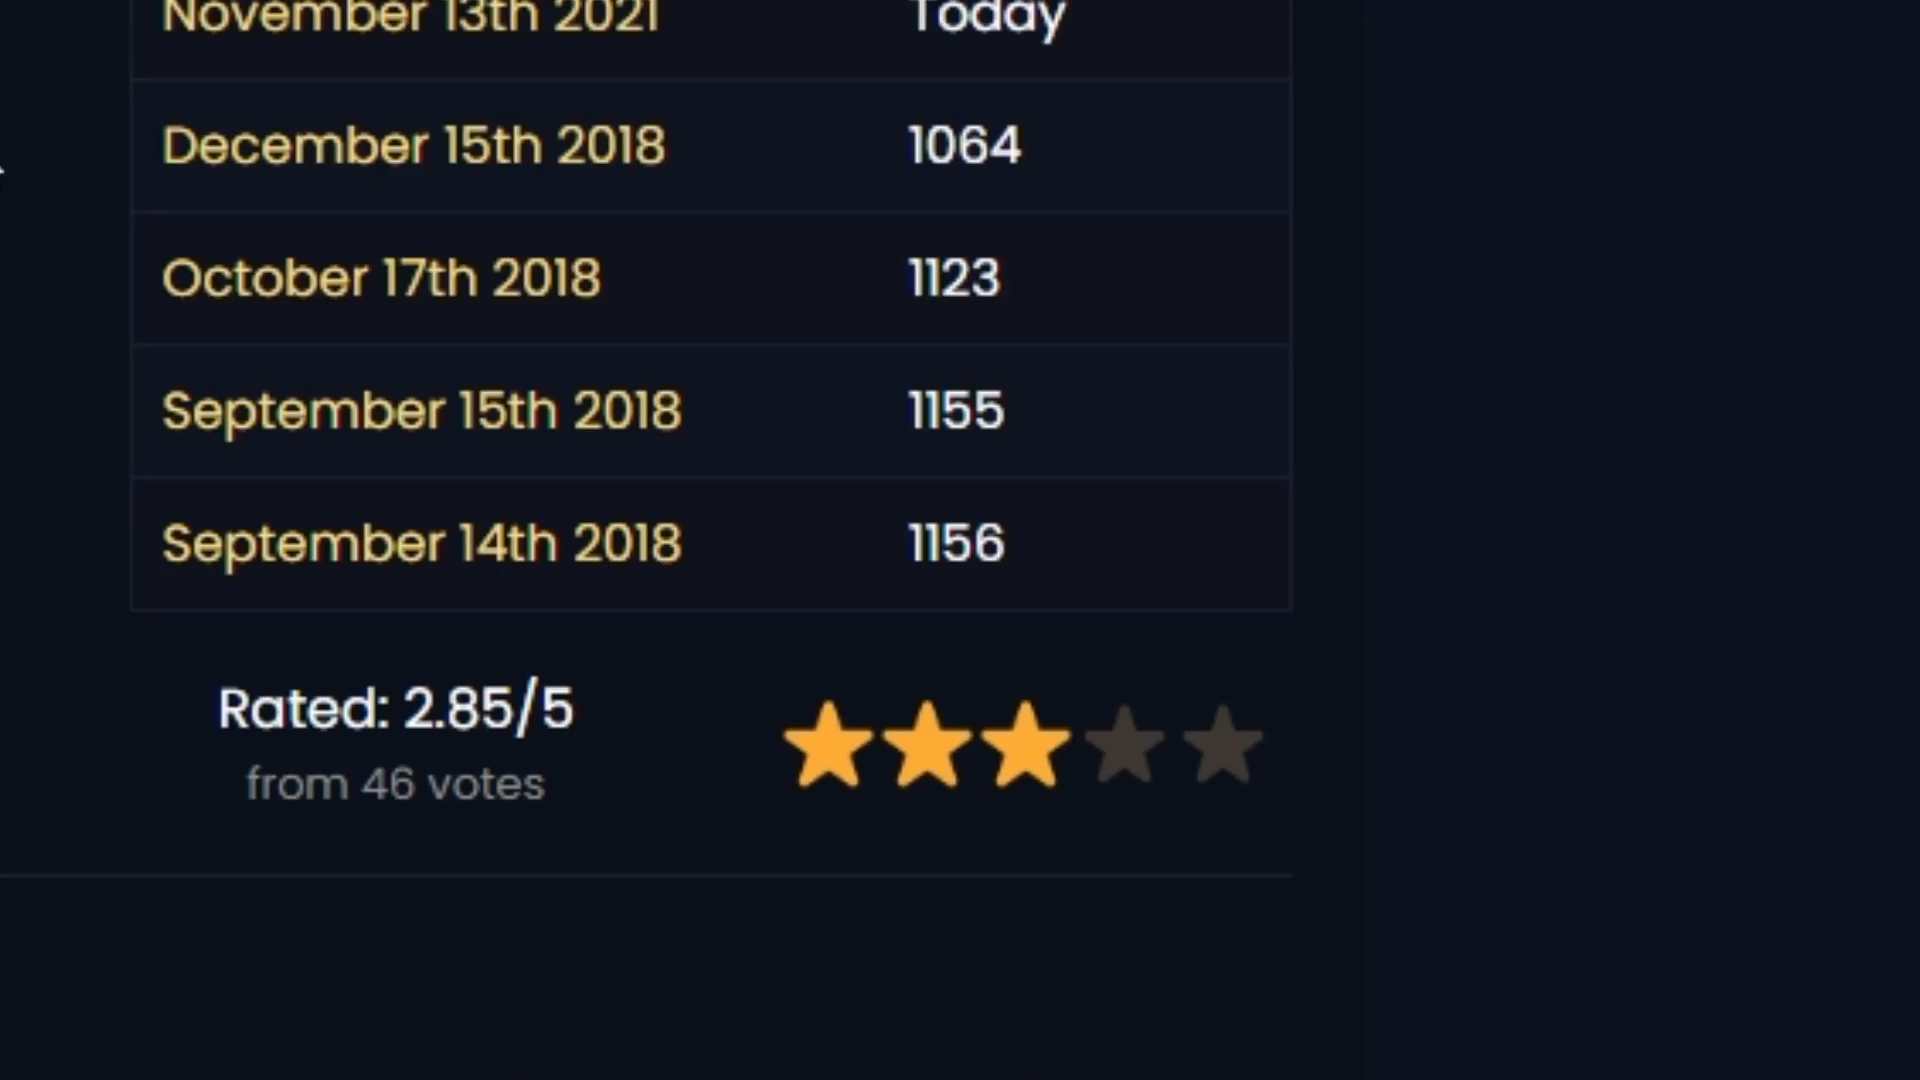 November 13th 2021 Today
December 15th 2018 1064
October 17th 2018 1123
September 15th 2018 1155
September 14th 2018 1156
Rated: 2.85/5
from 46 votes